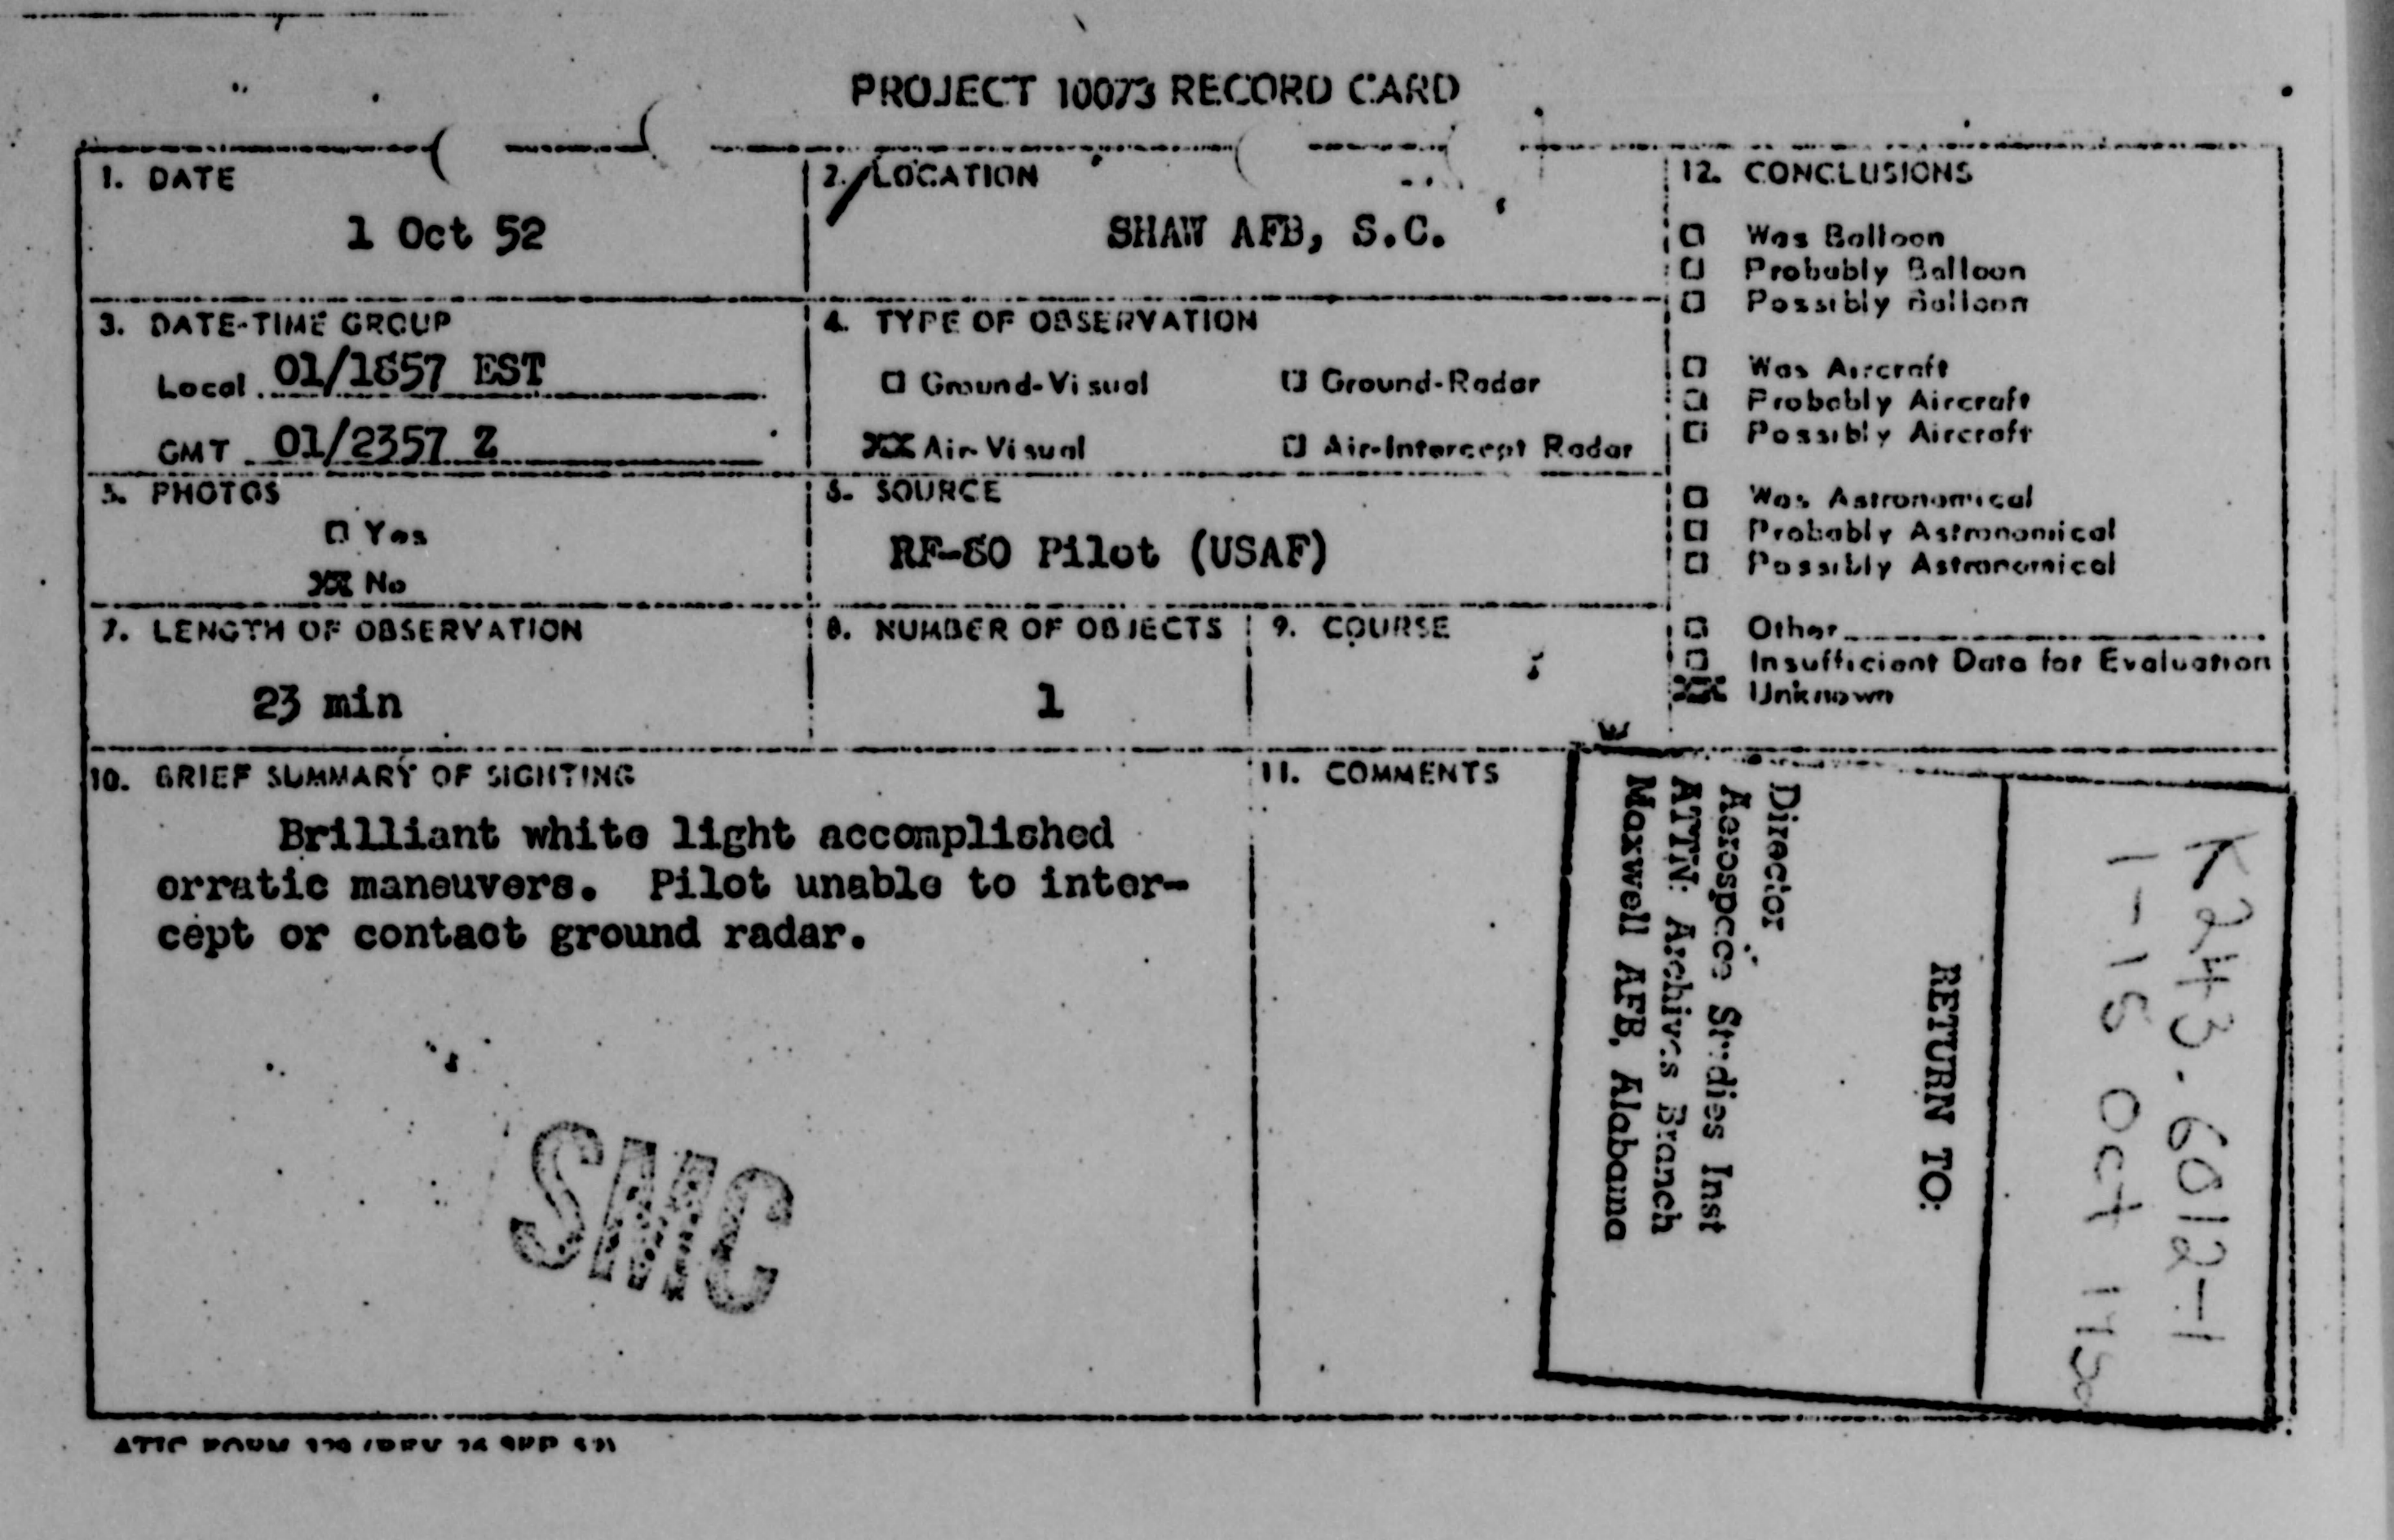 PROJECT 10073 RECORD CARD
1. DATE
1 Oct 52
2. LOCATION
SHAW AFB, S.C.
3. DATE-TIME GROUP
Local 01/1857 EST
GMT 01/2357 Z
4. TYPE OF OBSERVATION
Ground-Visual
Ground-Radar
XX Air-Visual
Air-Intercept Radar
5. PHOTOS
Yes
XX No
6. SOURCE
RF-80 Pilot (USAF)
7. LENGTH OF OBSERVATION
23 min
8. NUMBER OF OBJECTS
1
9. COURSE
10. BRIEF SUMMARY OF SIGHTING
Brilliant white light accomplished
erratic maneuvers. Pilot unable to inter-
cept or contact ground radar.
SMC
11. COMMENTS
12. CONCLUSIONS
Was Balloon
Probably Balloon
Possibly Balloon
Was Aircraft
Probably Aircraft
Possibly Aircraft
Was Astronomical
Probably Astronomical
Possibly Astronomical
Other
Insufficient Data for Evaluation
XX Unknown
K243.6012-1
1-15 Oct
RETURN TO:
Director
Aerospace Studies Inst
ATTN: Archives Branch
Maxwell AFB, Alabama
ATIC FORM